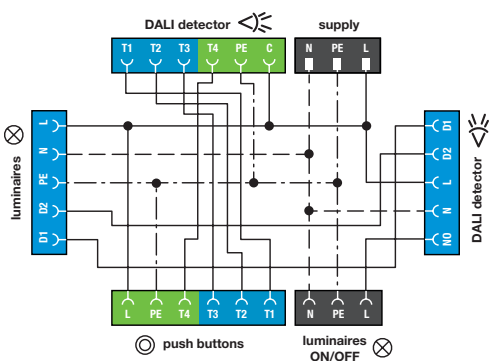 DALI detector
supply
T1 T2 T3 T4 PE C
N PE L
luminaires
L
N
PE
D2
D1
D1
D2
L
N
NO
DALI detector
L PE T4 T3 T2 T1
N PE L
push buttons
luminaires
ON/OFF